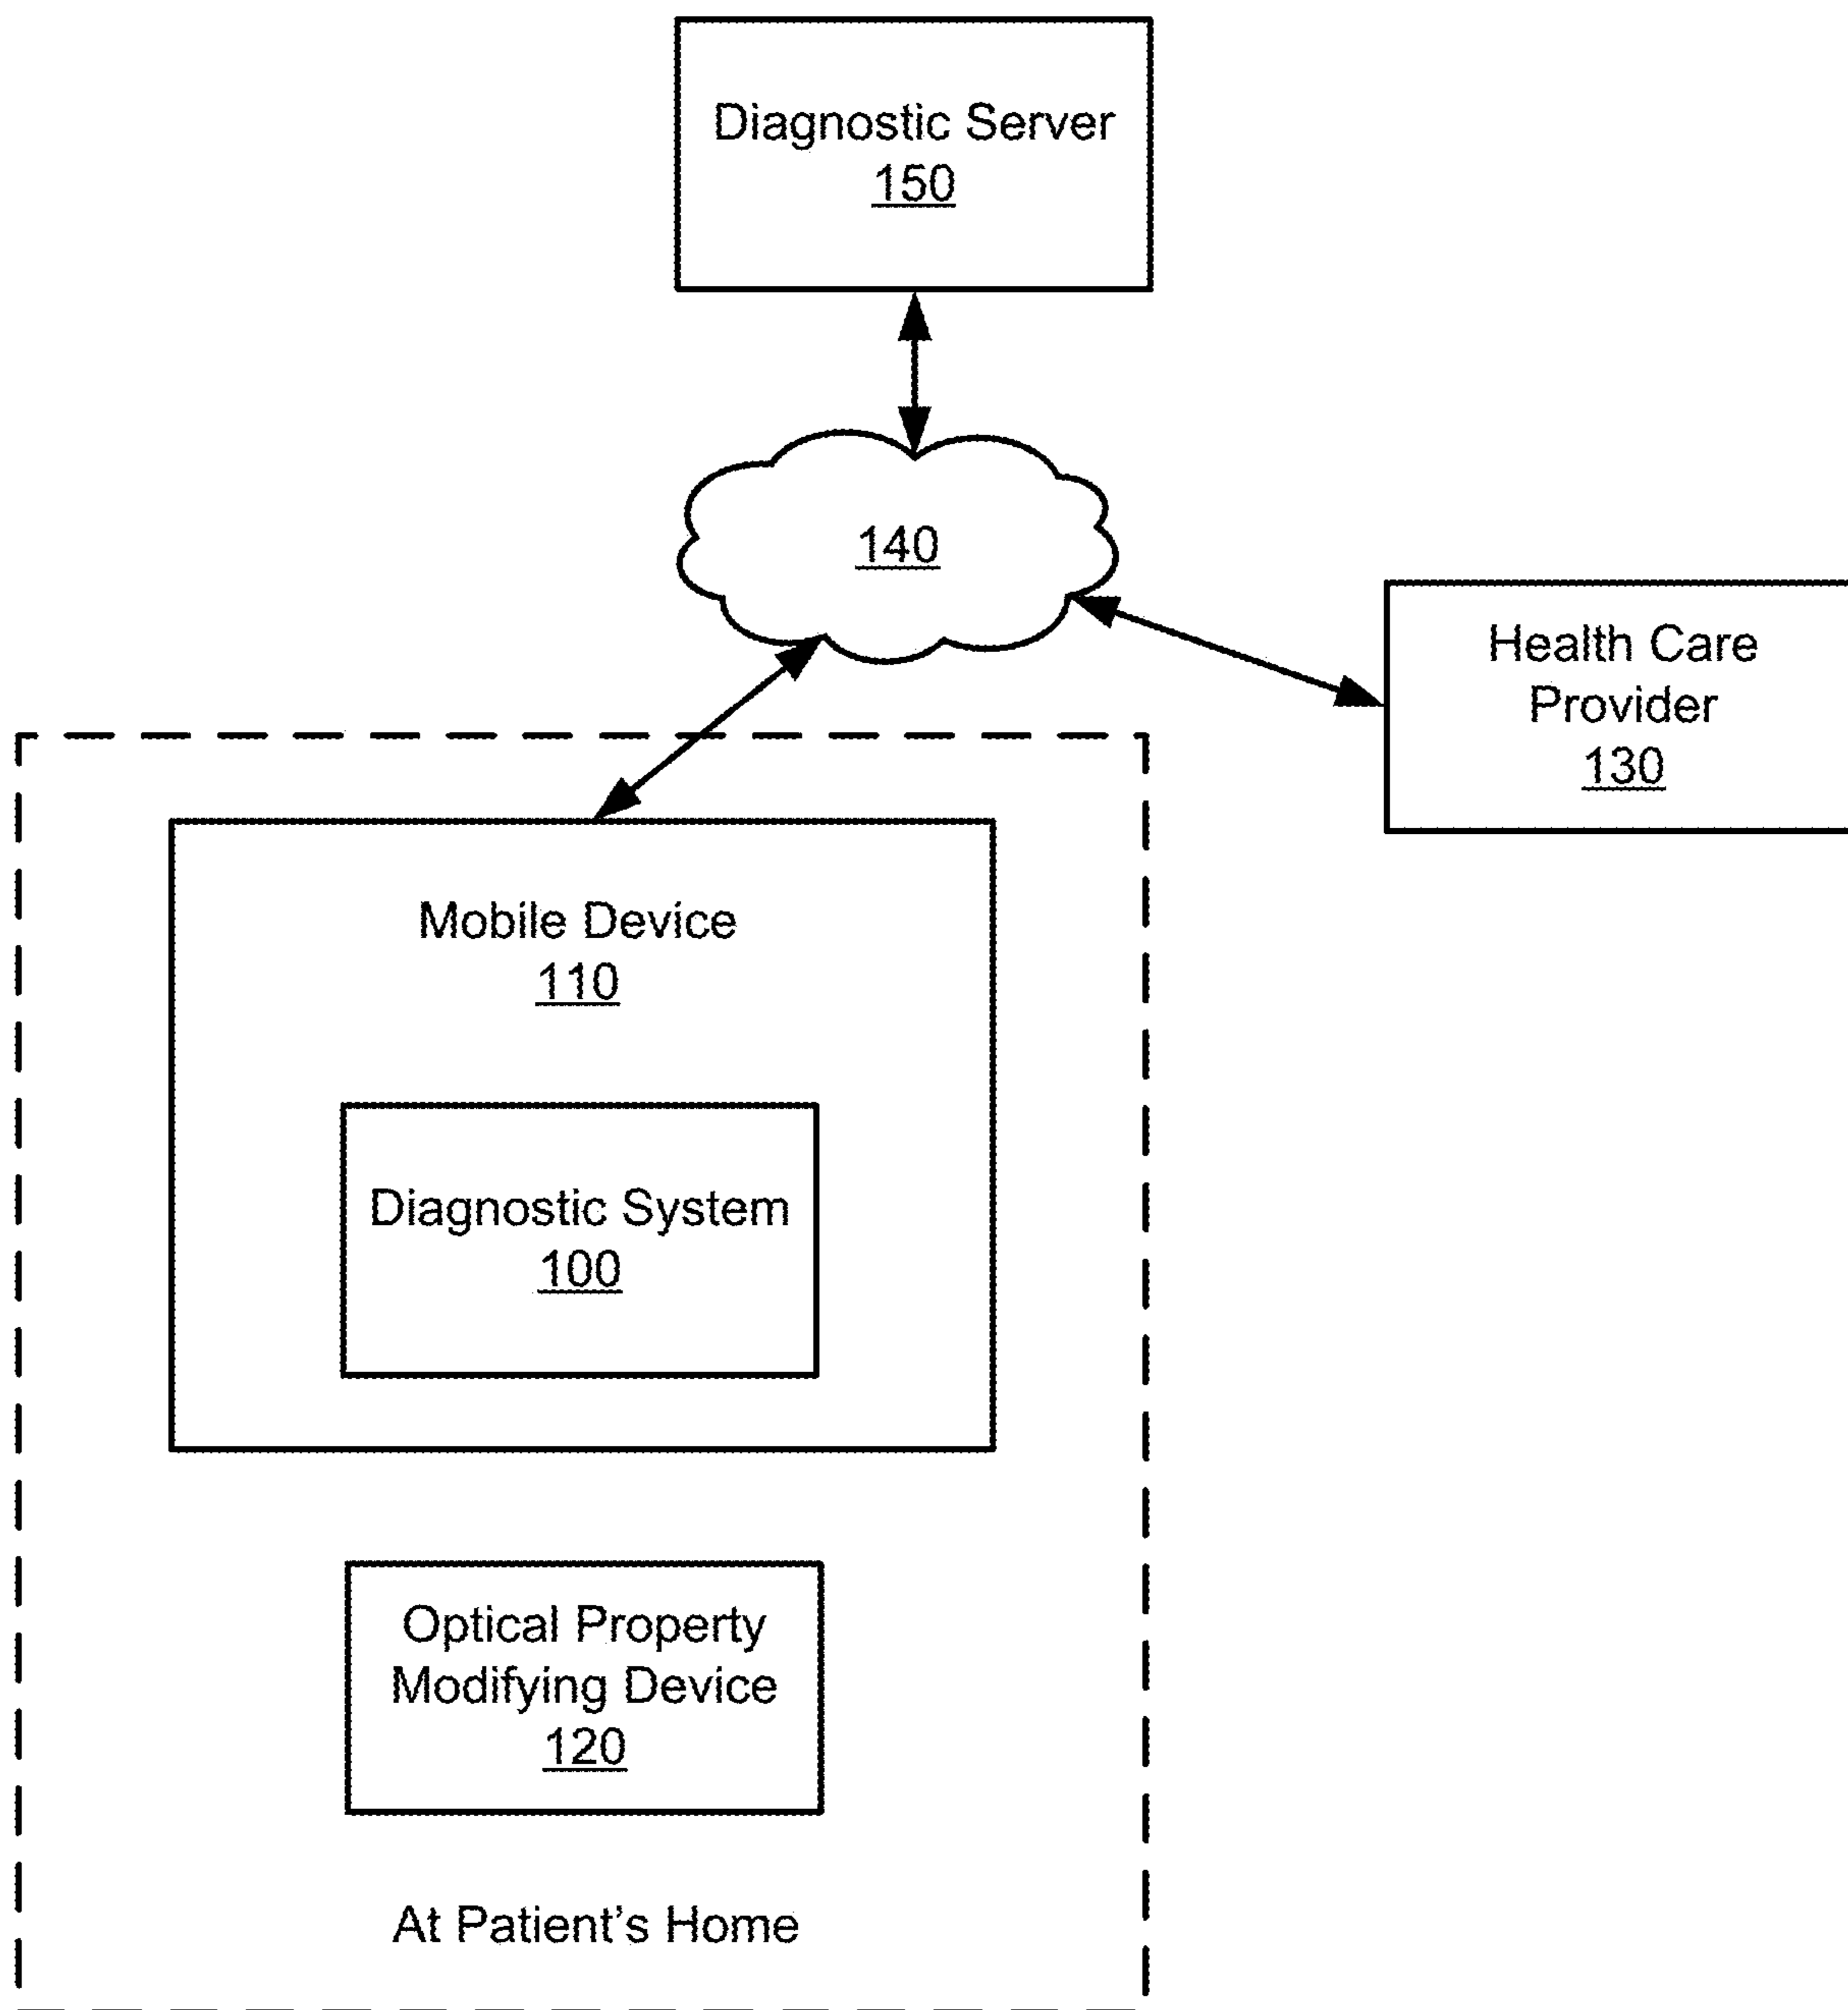 Diagnostic Server
150
140
Health Care
Provider
130
Mobile Device
110
Diagnostic System
100
Optical Property
Modifying Device
120
At Patient's Home